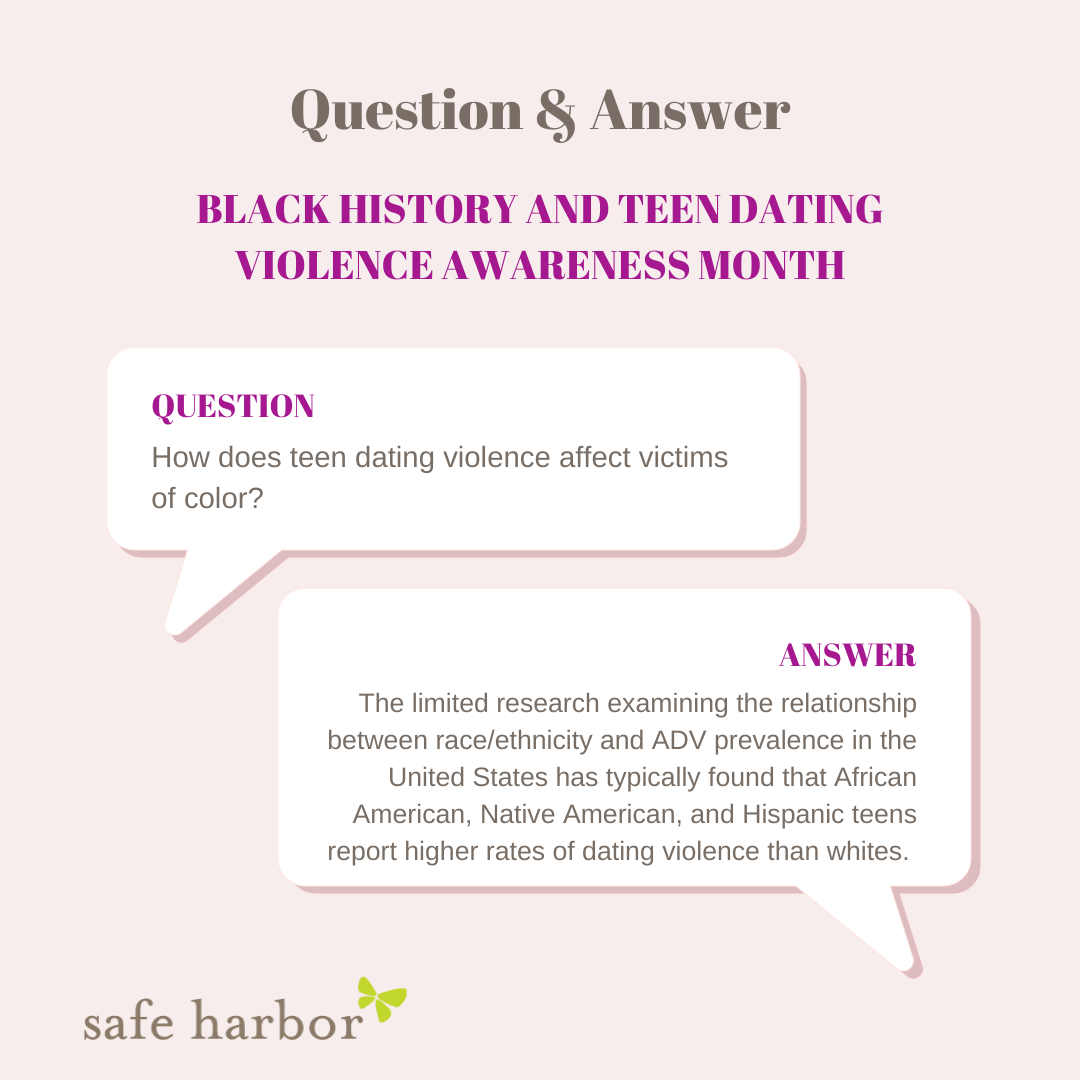 Question & Answer
BLACK HISTORY AND TEEN DATING
VIOLENCE AWARENESS MONTH
QUESTION
How does teen dating violence affect victims
of color?
ANSWER
The limited research examining the relationship
between race/ethnicity and ADV prevalence in the
United States has typically found that African
American, Native American, and Hispanic teens
report higher rates of dating violence than whites.
safe harbor